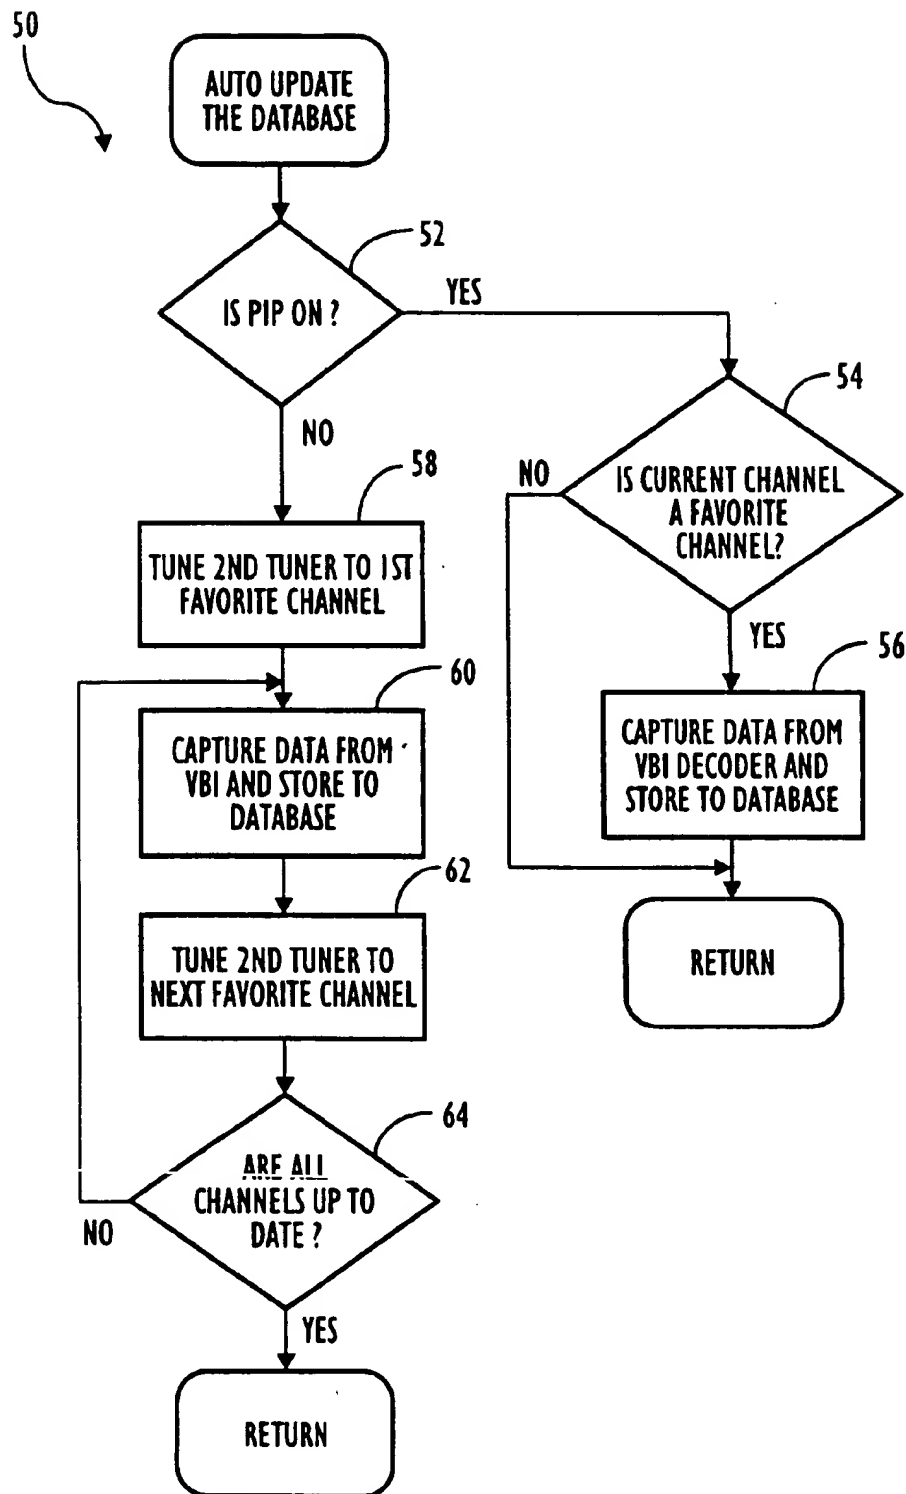 50
AUTO UPDATE
THE DATABASE
52
IS PIP ON ?
YES
NO
54
IS CURRENT CHANNEL
A FAVORITE
CHANNEL?
NO
YES
58
TUNE 2ND TUNER TO 1ST
FAVORITE CHANNEL
56
CAPTURE DATA FROM
VBI DECODER AND
STORE TO DATABASE
60
CAPTURE DATA FROM
VBI AND STORE TO
DATABASE
62
TUNE 2ND TUNER TO
NEXT FAVORITE CHANNEL
RETURN
64
ARE ALL
CHANNELS UP TO
DATE ?
NO
YES
RETURN